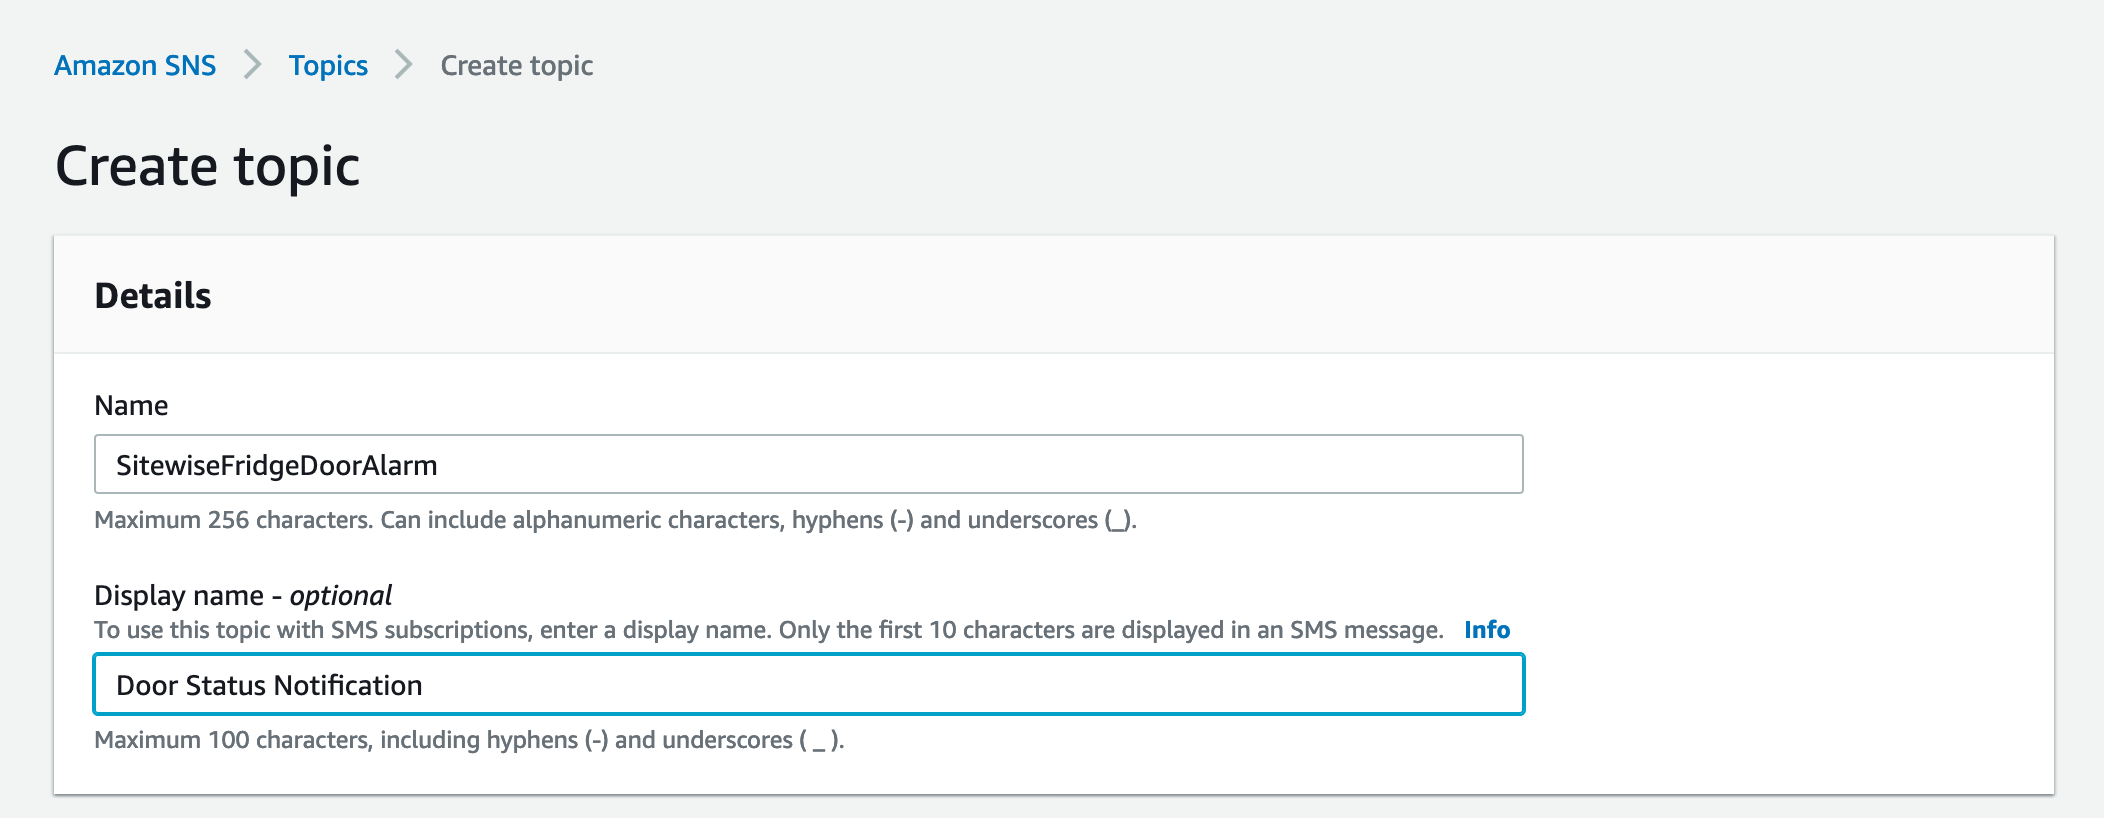 Amazon SNS > Topics > Create topic
Create topic
Details
Name
SitewiseFridgeDoorAlarm
Maximum 256 characters. Can include alphanumeric characters, hyphens (-) and underscores (_).
Display name - optional
To use this topic with SMS subscriptions, enter a display name. Only the first 10 characters are displayed in an SMS message. Info
Door Status Notification
Maximum 100 characters, including hyphens (-) and underscores ( _ ).